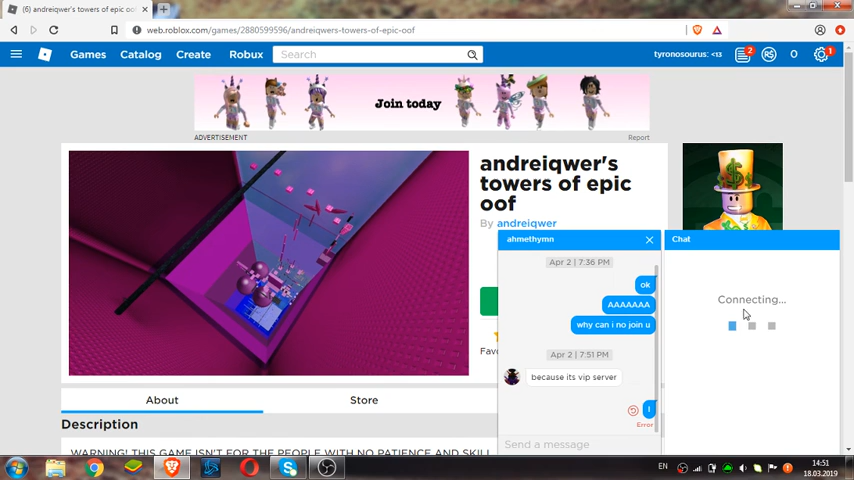 (6) andreiqwer's towers of epic oof
web.roblox.com/games/2880599596/andreiqwers-towers-of-epic-oof
Games
Catalog
Create
Robux
Search
tyronosourus: <13
2
R$
0
1
Join today
ADVERTISEMENT
Report
andreiqwer's
towers of epic
oof
By andreiqwer
ahmethymn
Chat
Apr 2 | 7:36 PM
ok
AAAAAAA
why can i no join u
Apr 2 | 7:51 PM
because its vip server
I
Error
Send a message
Connecting...
Favo
About
Store
Description
WARNING! THIS GAME ISN'T FOR THE PEOPLE WITH NO PATIENCE AND SKILL
EN
14:51
18.03.2019